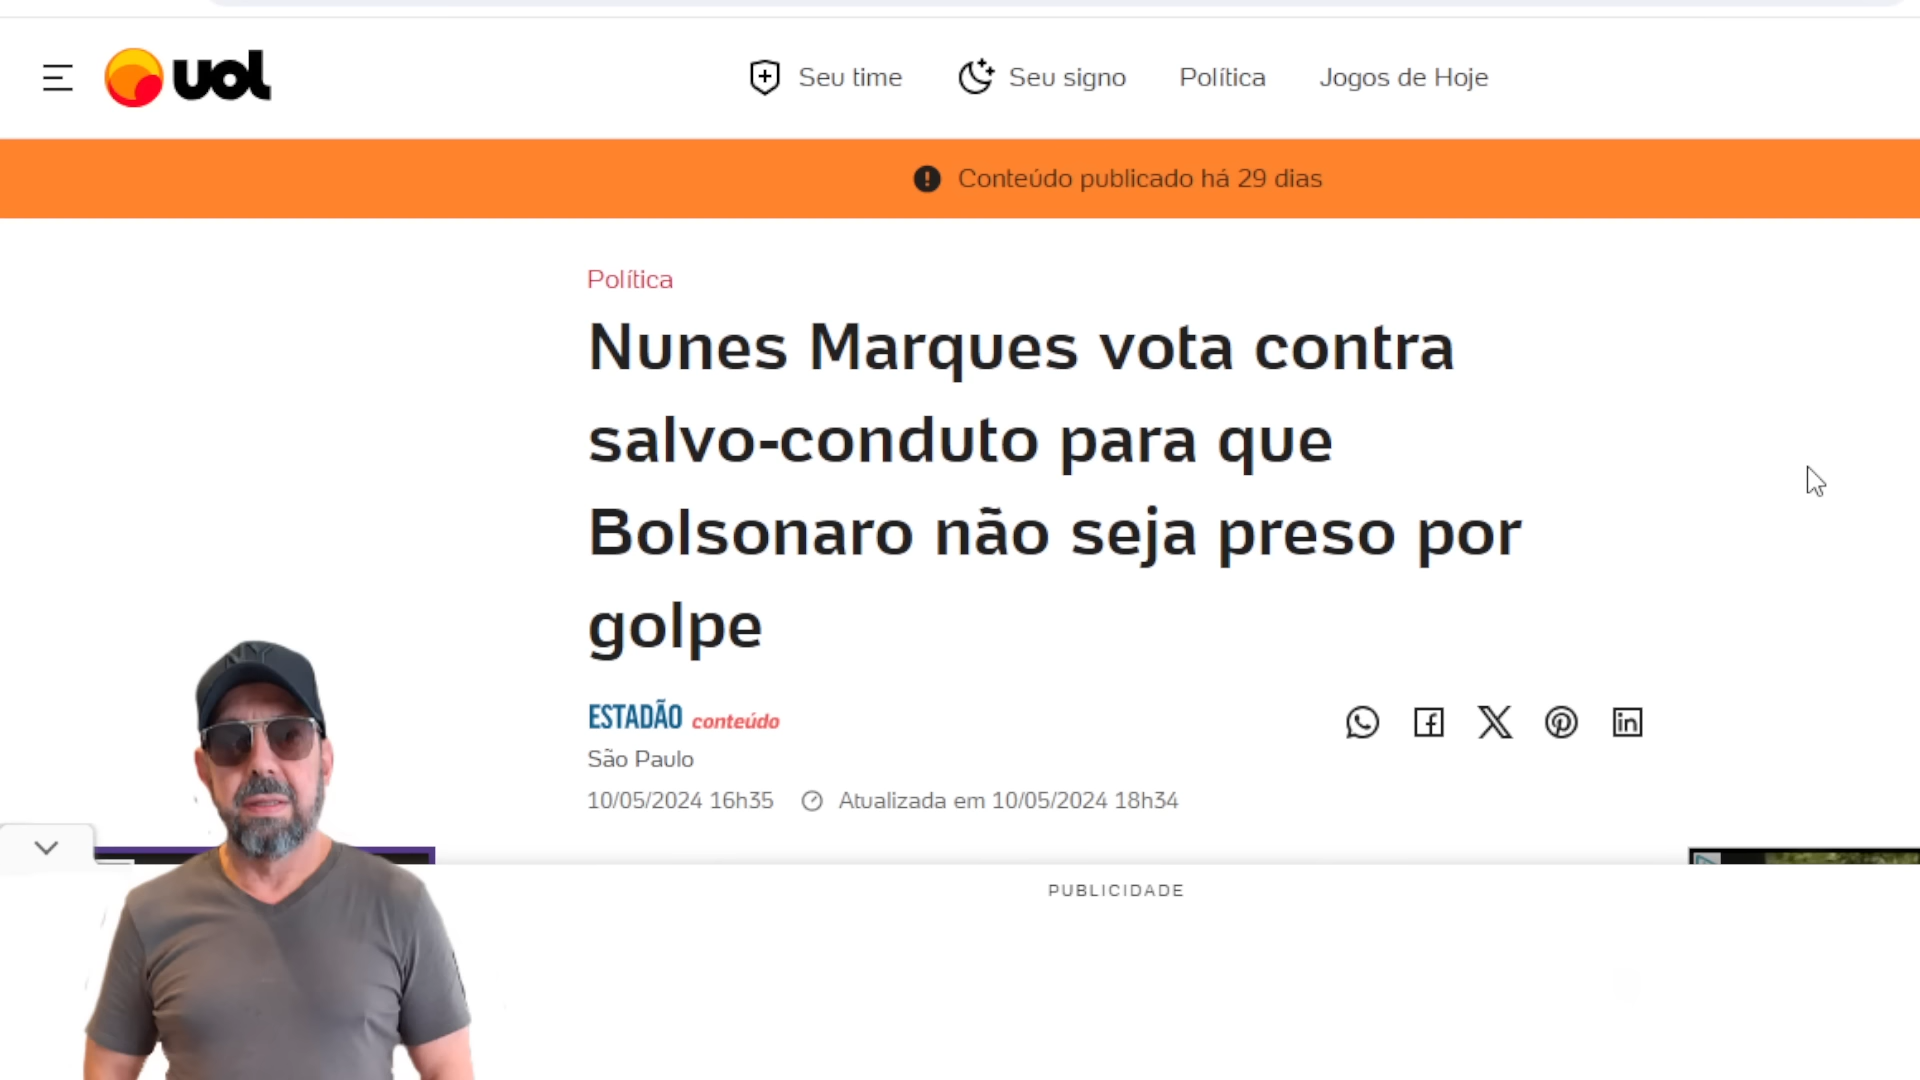 uol
Seu time
Seu signo
Política
Jogos de Hoje
Conteúdo publicado há 29 dias
Política
Nunes Marques vota contra
salvo-conduto para que
Bolsonaro não seja preso por
golpe
ESTADÃO conteúdo
São Paulo
10/05/2024 16h35 Atualizada em 10/05/2024 18h34
NY
PUBLICIDADE